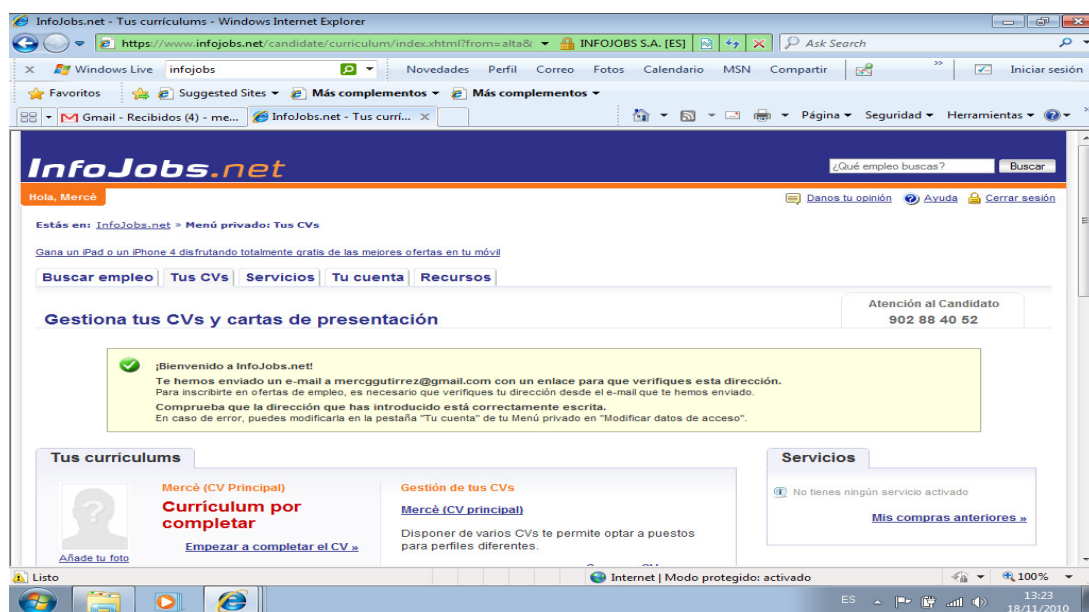 InfoJobs.net - Tus currículums - Windows Internet Explorer
https://www.infojobs.net/candidate/curriculum/index.xhtml?from=alta& INFOJOBS S.A. [ES] Ask Search
Windows Live infojobs Novedades Perfil Correo Fotos Calendario MSN Compartir » Iniciar sesión
Favoritos Suggested Sites Más complementos Más complementos
Gmail - Recibidos (4) - me... InfoJobs.net - Tus currí... Página Seguridad Herramientas
InfoJobs.net
¿Qué empleo buscas? Buscar
Hola, Mercè
Danos tu opinión Ayuda Cerrar sesión
Estás en: InfoJobs.net » Menú privado: Tus CVs
Gana un iPad o un iPhone 4 disfrutando totalmente gratis de las mejores ofertas en tu móvil
Buscar empleo Tus CVs Servicios Tu cuenta Recursos
Atención al Candidato
902 88 40 52
Gestiona tus CVs y cartas de presentación
¡Bienvenido a InfoJobs.net!
Te hemos enviado un e-mail a mercggutirrez@gmail.com con un enlace para que verifiques esta dirección.
Para inscribirte en ofertas de empleo, es necesario que verifiques tu dirección desde el e-mail que te hemos enviado.
Comprueba que la dirección que has introducido está correctamente escrita.
En caso de error, puedes modificarla en la pestaña "Tu cuenta" de tu Menú privado en "Modificar datos de acceso".
Tus curriculums
Mercè (CV Principal)
Currículum por
completar
Empezar a completar el CV »
Añade tu foto
Gestión de tus CVs
Mercè (CV principal)
Disponer de varios CVs te permite optar a puestos
para perfiles diferentes.
Servicios
No tienes ningún servicio activado
Mis compras anteriores »
Listo Internet | Modo protegido: activado 100%
ES 13:23
18/11/2010